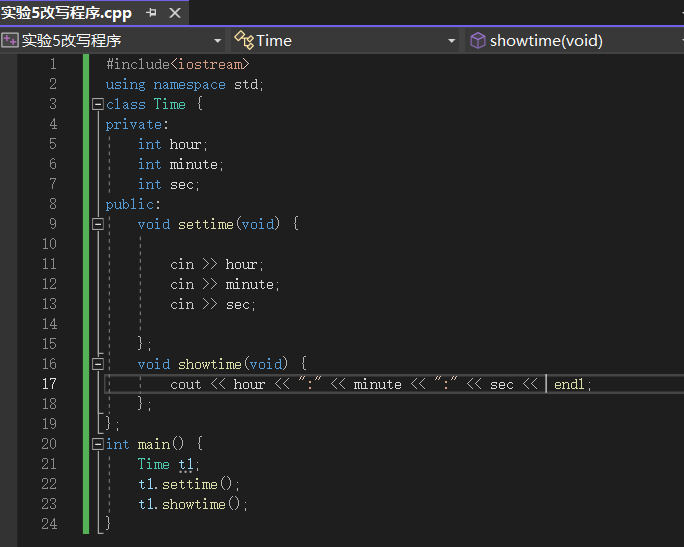 实验5改写程序.cpp
实验5改写程序 Time showtime(void)
1 #include<iostream>
2 using namespace std;
3 class Time {
4 private:
5 int hour;
6 int minute;
7 int sec;
8 public:
9 void settime(void) {
10
11 cin >> hour;
12 cin >> minute;
13 cin >> sec;
14
15 };
16 void showtime(void) {
17 cout << hour << ":" << minute << ":" << sec << endl;
18 };
19 };
20 int main() {
21 Time t1;
22 t1.settime();
23 t1.showtime();
24 }